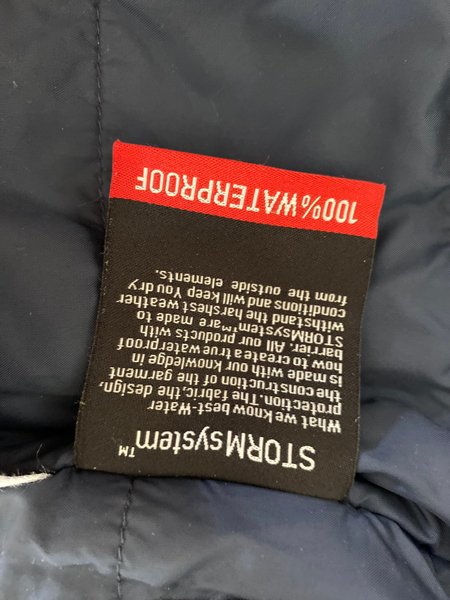 STORMsystem™
What we know best-Water
protection. The fabric, the design,
the construction of the garment
is made with our knowledge in
how to create a true waterproof
barrier. All our products with
STORMsystem™are made to
withstand the harshest weather
conditions and will keep You dry
from the outside elements.
100% WATERPROOF